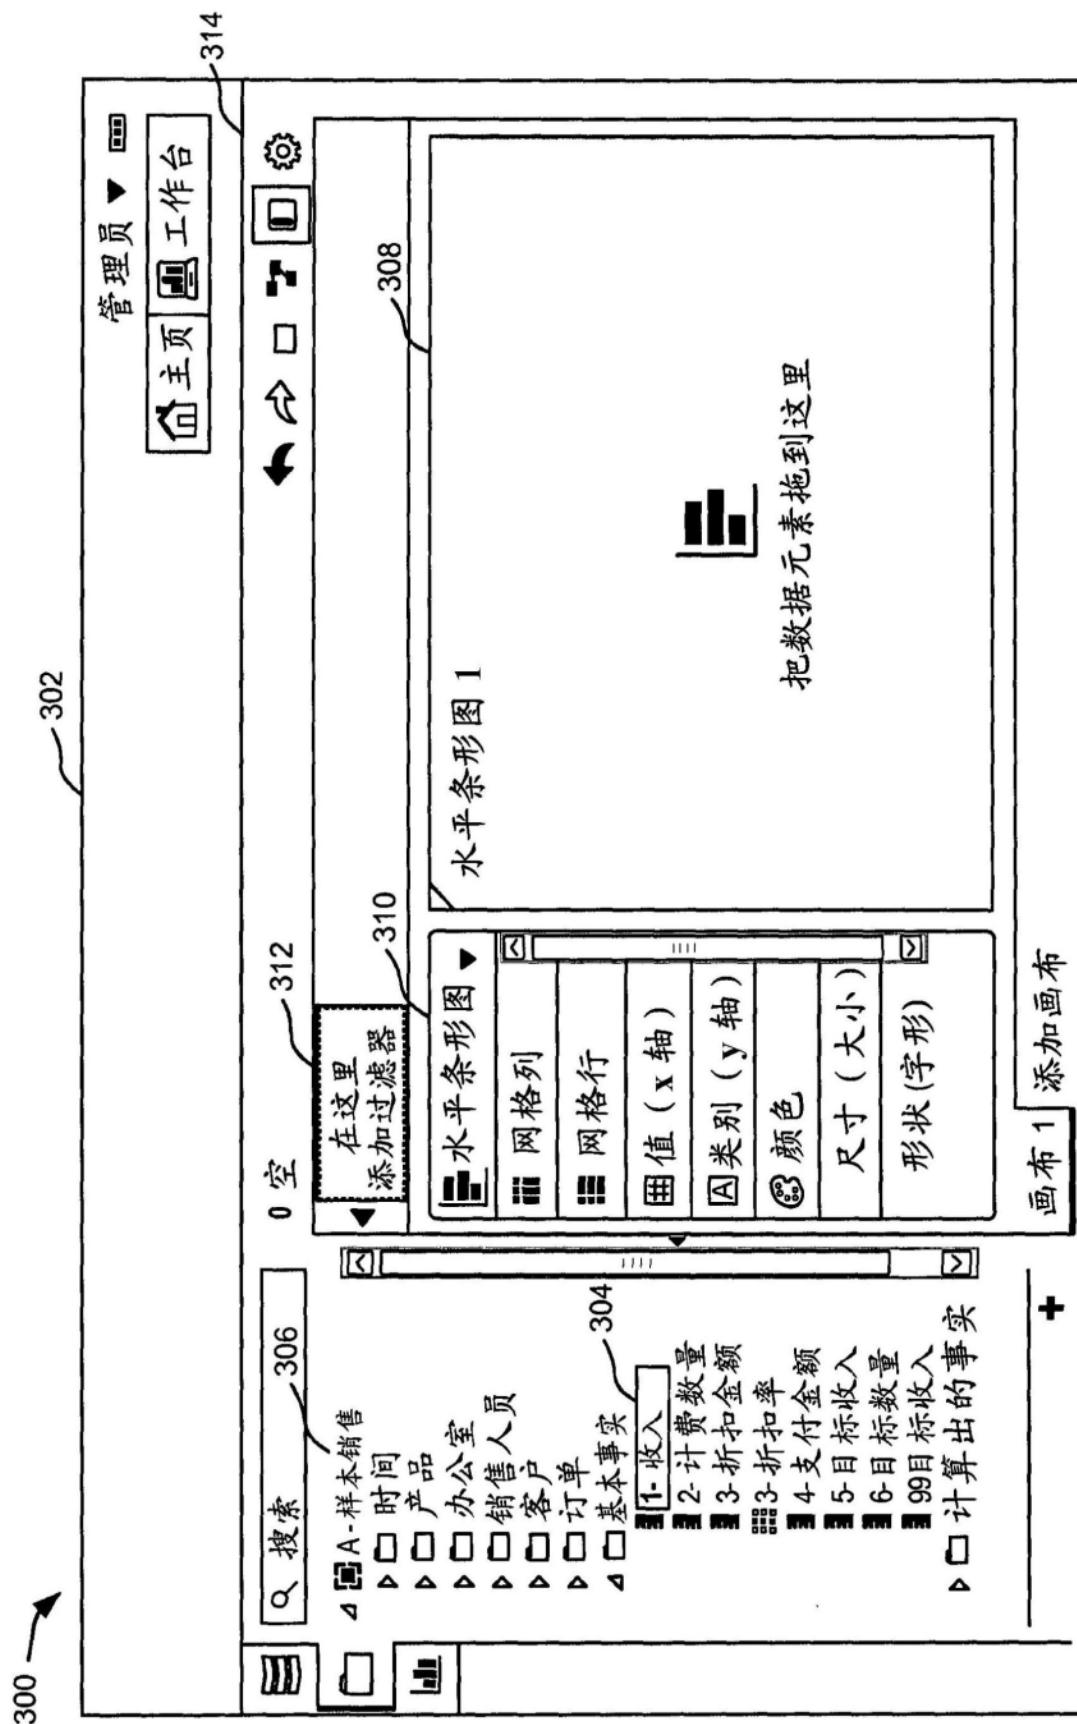 300
302
314
管理员
主页
工作台
搜索
306
A-样本销售
时间
产品
办公室
销售人员
客户
订单
基本事实
1-收入
304
2-计费数量
3-折扣金额
3-折扣率
4-支付金额
5-目标收入
6-目标数量
99目标收入
计算出的事实
0 空
312
在这里
添加过滤器
310
水平条形图
网格列
网格行
值（x 轴）
A
类别（y 轴）
颜色
尺寸（大小）
形状(字形)
308
水平条形图 1
把数据元素拖到这里
画布 1
添加画布